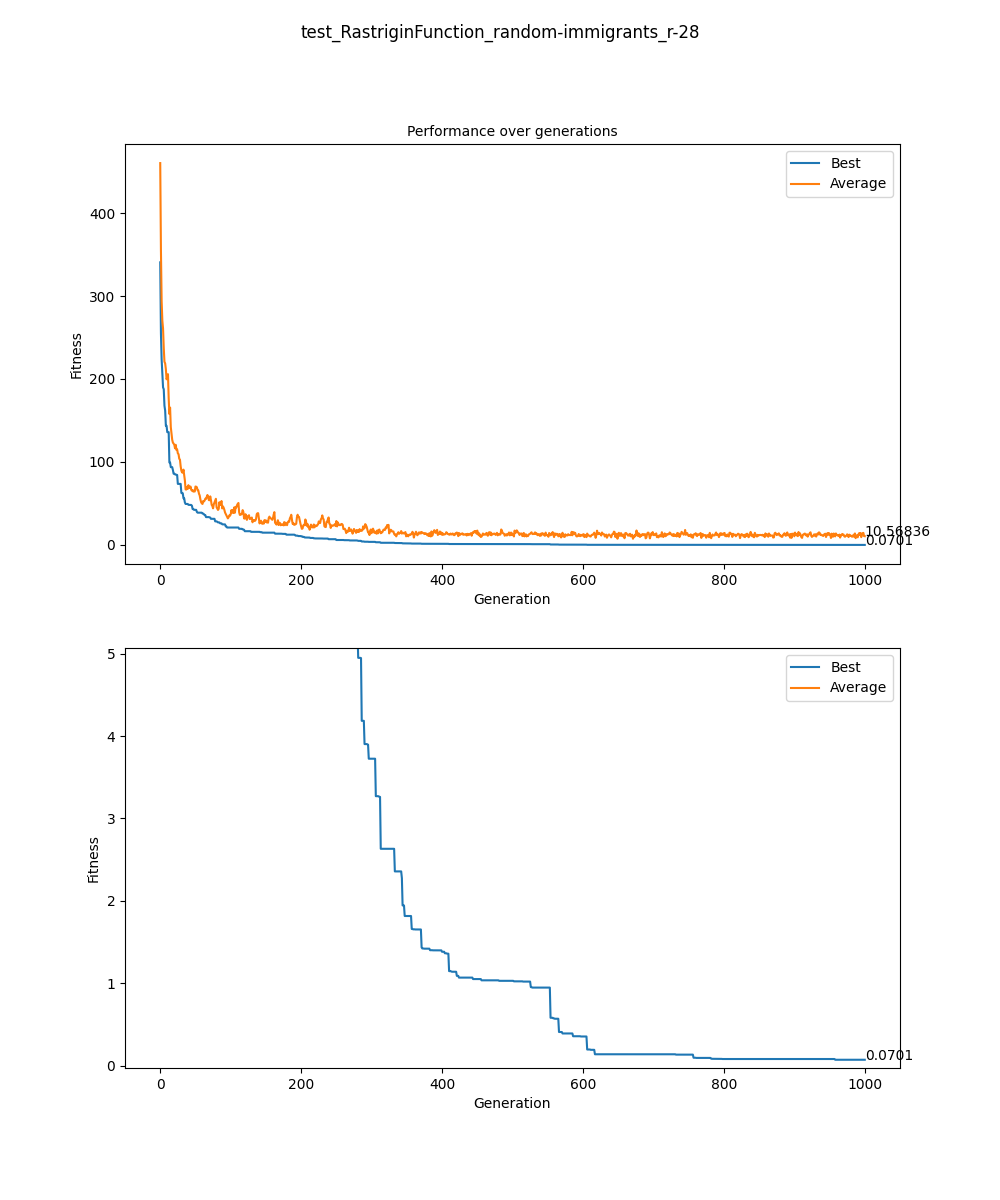 test_RastriginFunction_random-immigrants_r-28
Performance over generations
Best
Average
400
300
200
100
0
Fitness
10.56836
0.0701
0 200 400 600 800 1000
Generation
Best
Average
5
4
3
2
1
0
Fitness
0.0701
0 200 400 600 800 1000
Generation